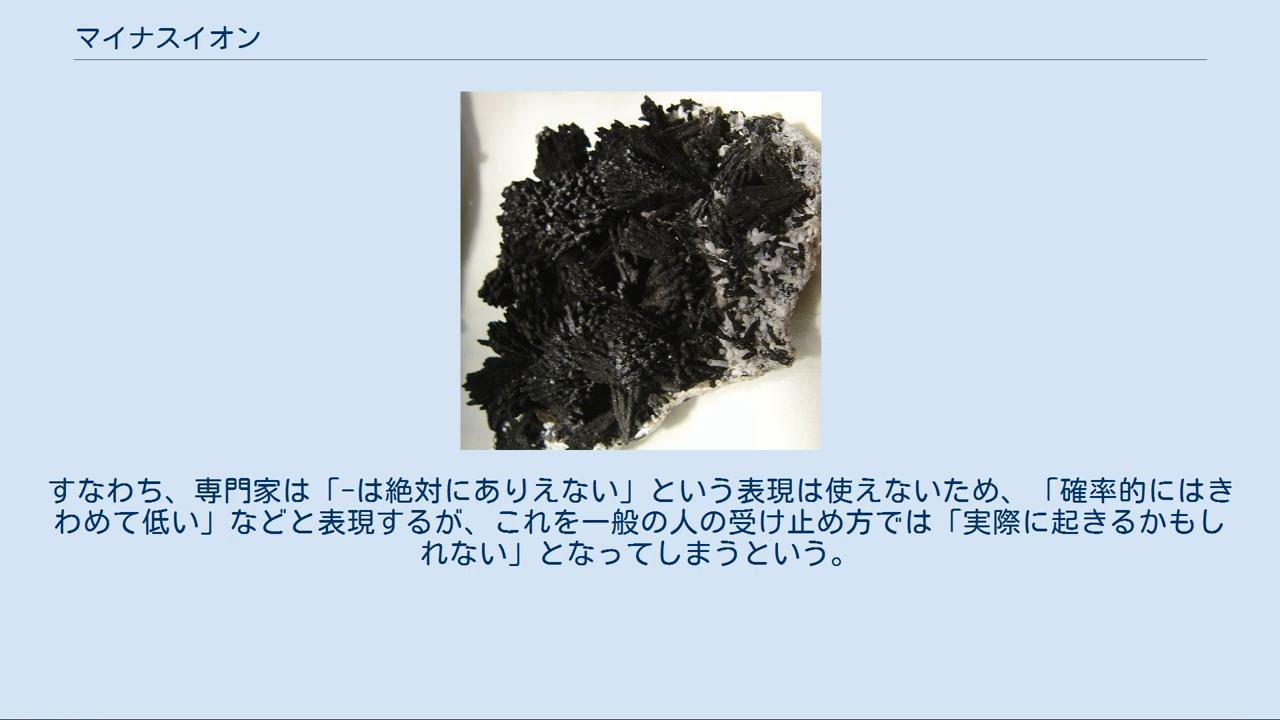 マイナスイオン
すなわち、専門家は「-は絶対にありえない」という表現は使えないため、「確率的にはき
わめて低い」などと表現するが、これを一般の人の受け止め方では「実際に起きるかもし
れない」となってしまうという。